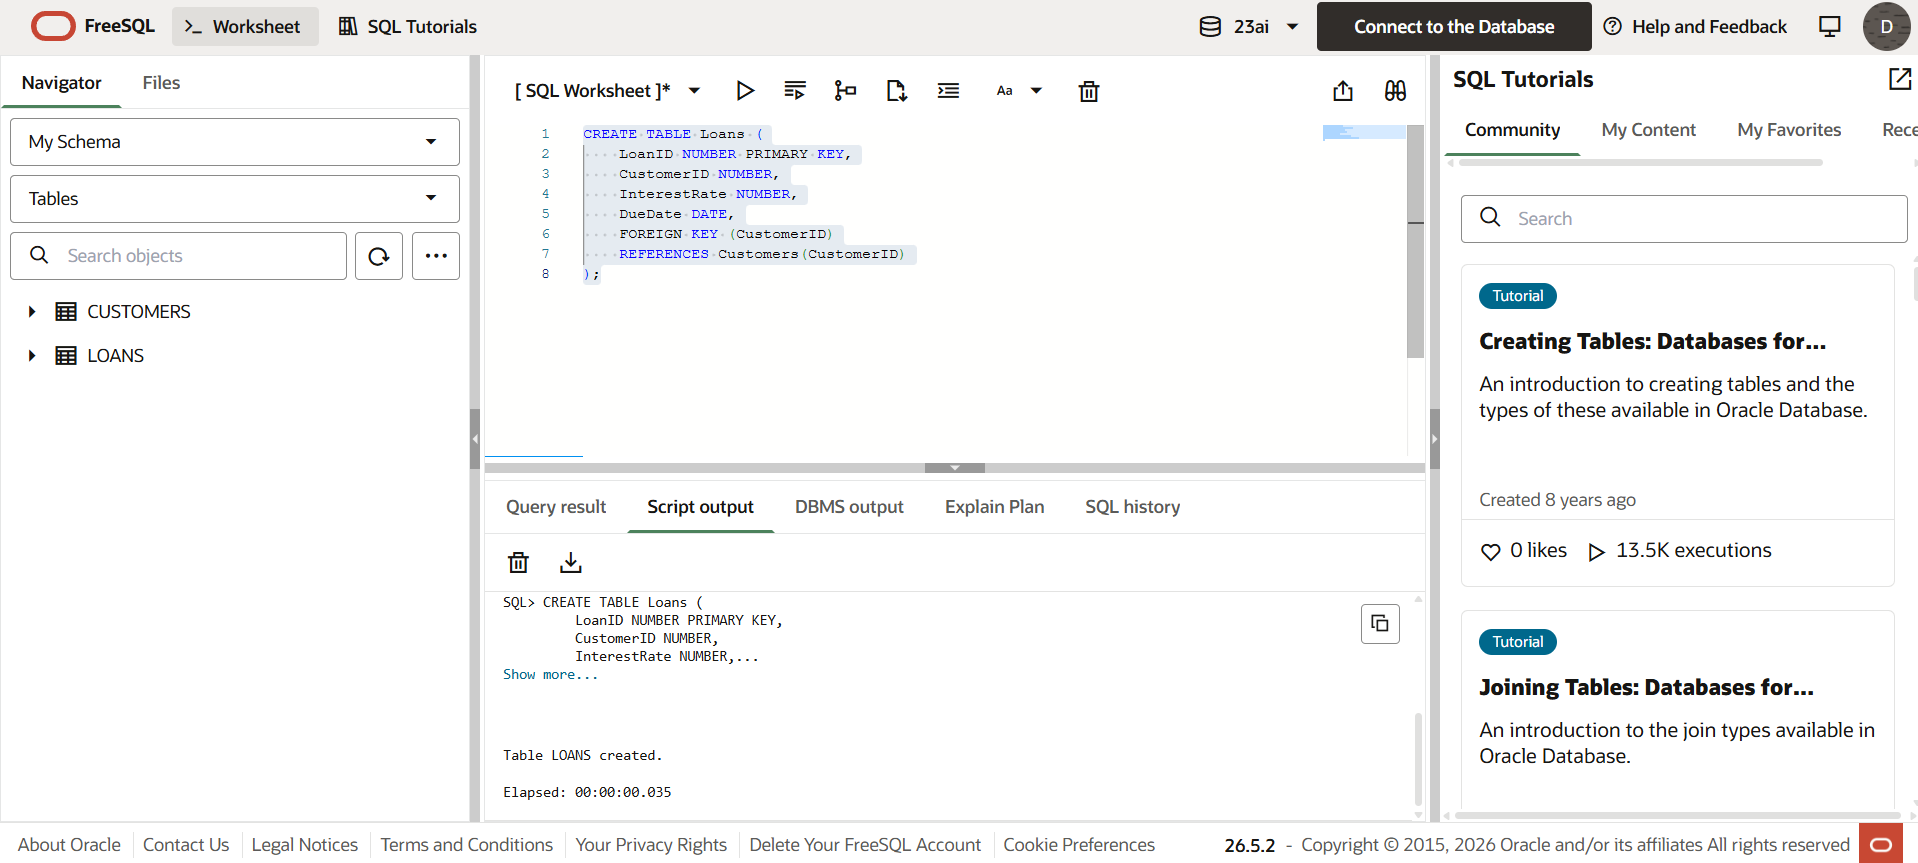 FreeSQL
Worksheet
SQL Tutorials
23ai
Connect to the Database
Help and Feedback
D
Navigator
Files
My Schema
Tables
Search objects
CUSTOMERS
LOANS
[ SQL Worksheet ]*
Aa
1 CREATE TABLE Loans (
2 LoanID NUMBER PRIMARY KEY,
3 CustomerID NUMBER,
4 InterestRate NUMBER,
5 DueDate DATE,
6 FOREIGN KEY (CustomerID)
7 REFERENCES Customers(CustomerID)
8 );
Query result
Script output
DBMS output
Explain Plan
SQL history
SQL> CREATE TABLE Loans (
LoanID NUMBER PRIMARY KEY,
CustomerID NUMBER,
InterestRate NUMBER,...
Show more...
Table LOANS created.
Elapsed: 00:00:00.035
SQL Tutorials
Community
My Content
My Favorites
Rece
Search
Tutorial
Creating Tables: Databases for...
An introduction to creating tables and the
types of these available in Oracle Database.
Created 8 years ago
0 likes
13.5K executions
Tutorial
Joining Tables: Databases for...
An introduction to the join types available in
Oracle Database.
About Oracle
Contact Us
Legal Notices
Terms and Conditions
Your Privacy Rights
Delete Your FreeSQL Account
Cookie Preferences
26.5.2 - Copyright © 2015, 2026 Oracle and/or its affiliates All rights reserved